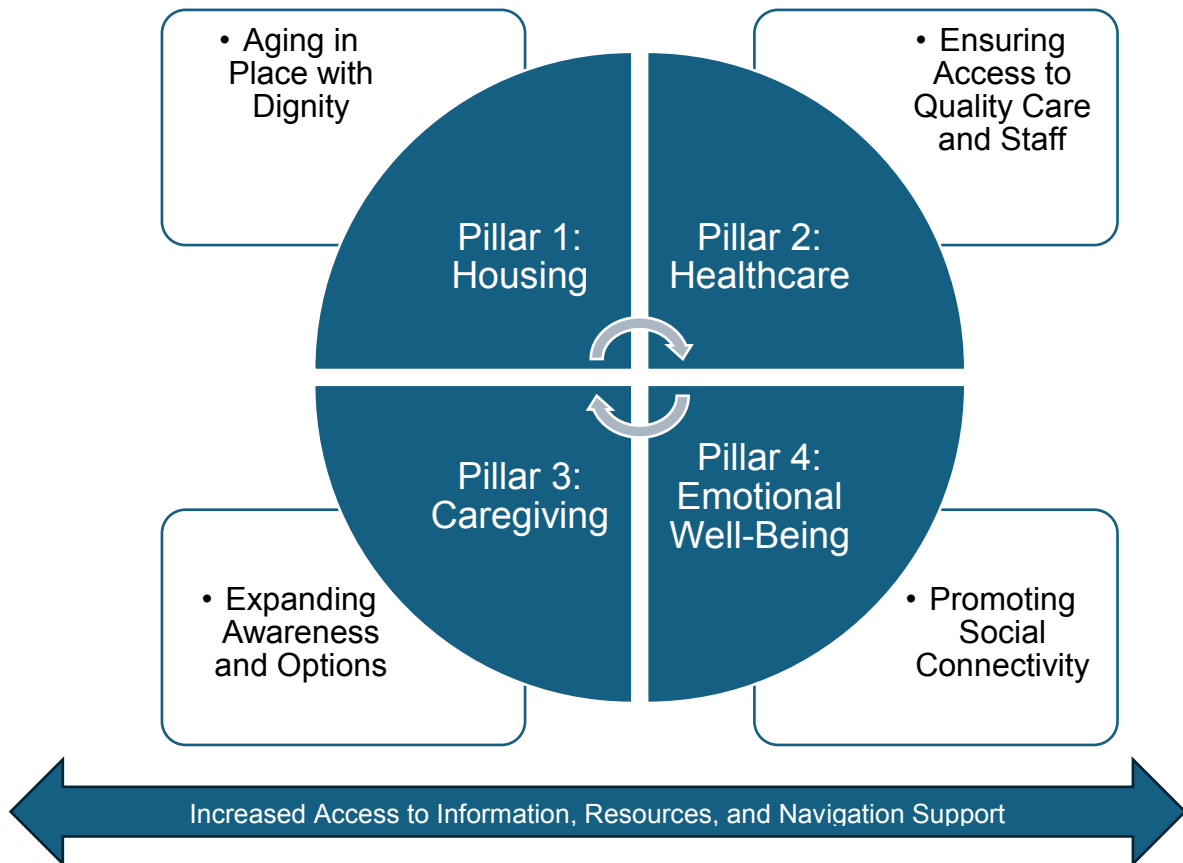 • Aging in
Place with
Dignity
• Ensuring
Access to
Quality Care
and Staff
Pillar 1:
Housing
Pillar 2:
Healthcare
Pillar 3:
Caregiving
Pillar 4:
Emotional
Well-Being
• Expanding
Awareness
and Options
• Promoting
Social
Connectivity
Increased Access to Information, Resources, and Navigation Support